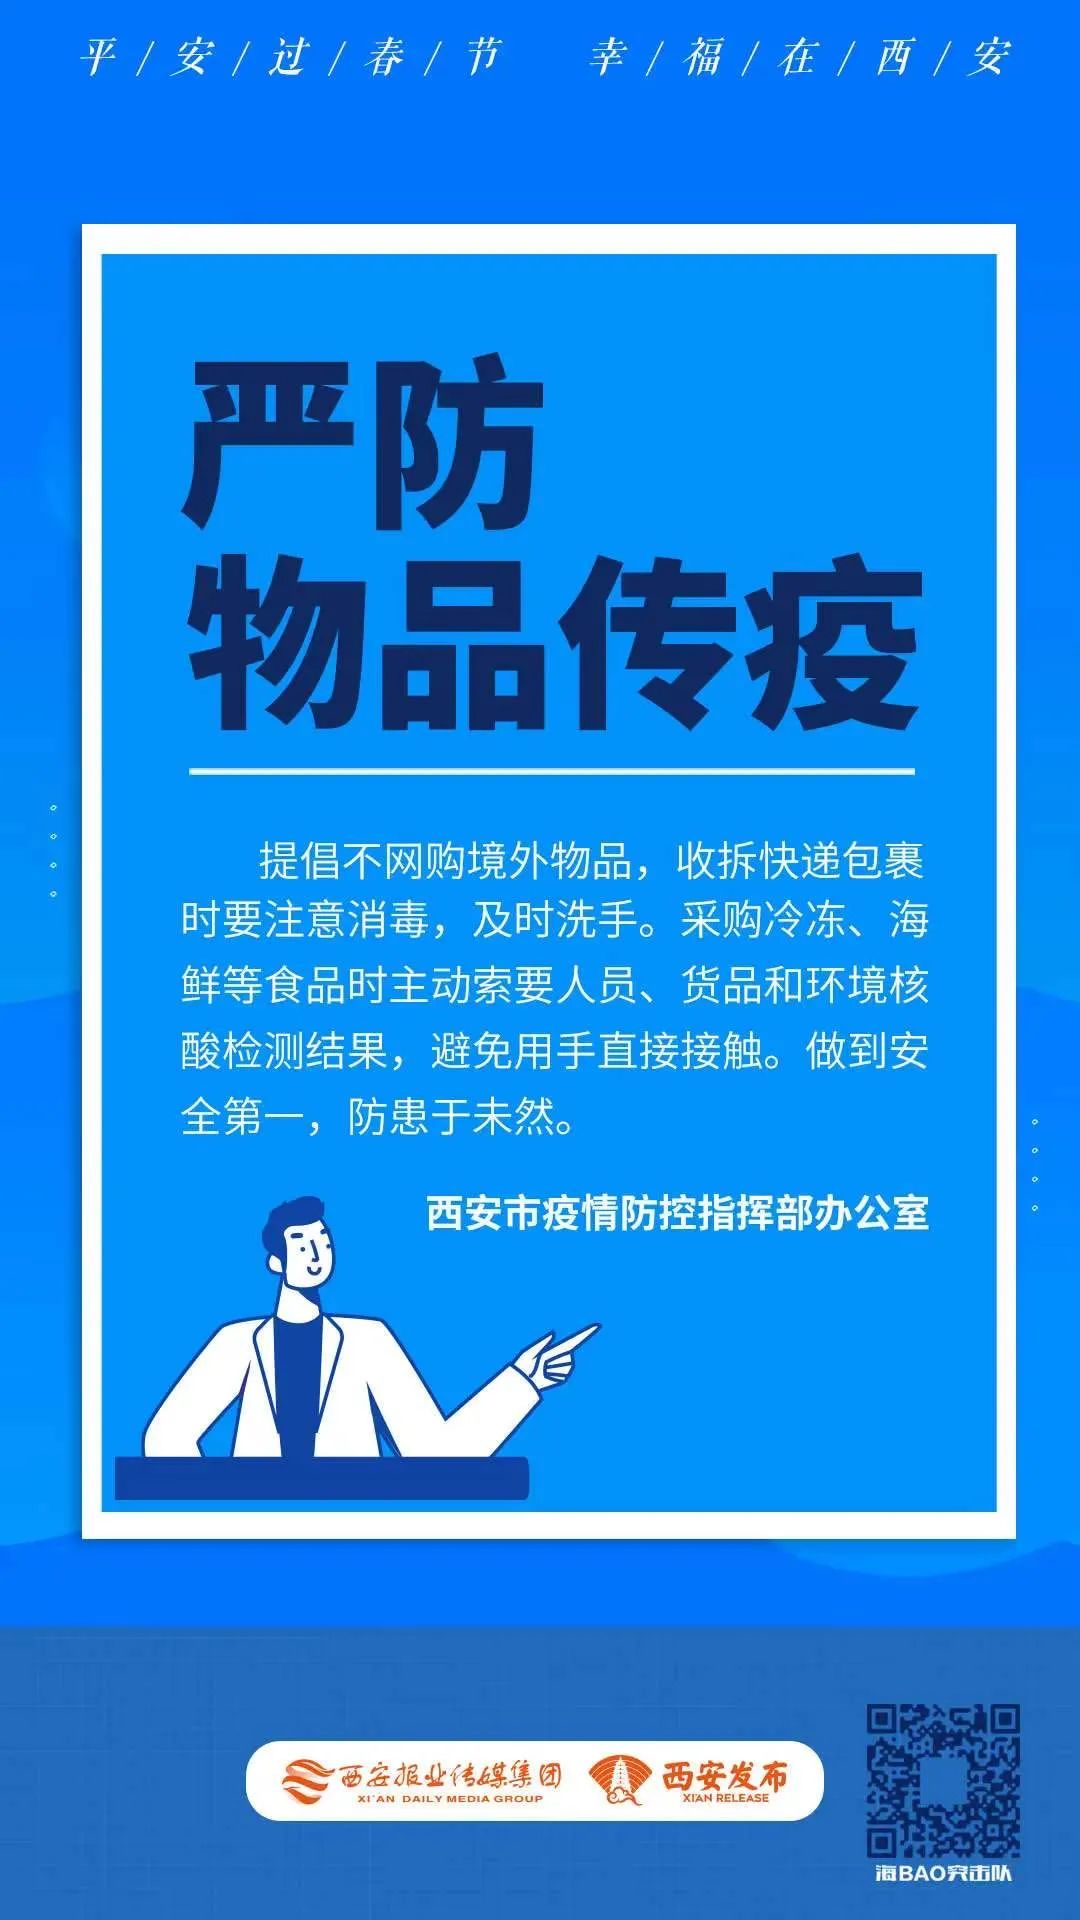 平/安/过/春/节 幸/福/在/西/安
严防
物品传疫
提倡不网购境外物品，收拆快递包裹
时要注意消毒，及时洗手。采购冷冻、海
鲜等食品时主动索要人员、货品和环境核
酸检测结果，避免用手直接接触。做到安
全第一，防患于未然。
西安市疫情防控指挥部办公室
西安报业传媒集团
XI'AN DAILY MEDIA GROUP
西安发布
XI'AN RELEASE
海BAO突击队